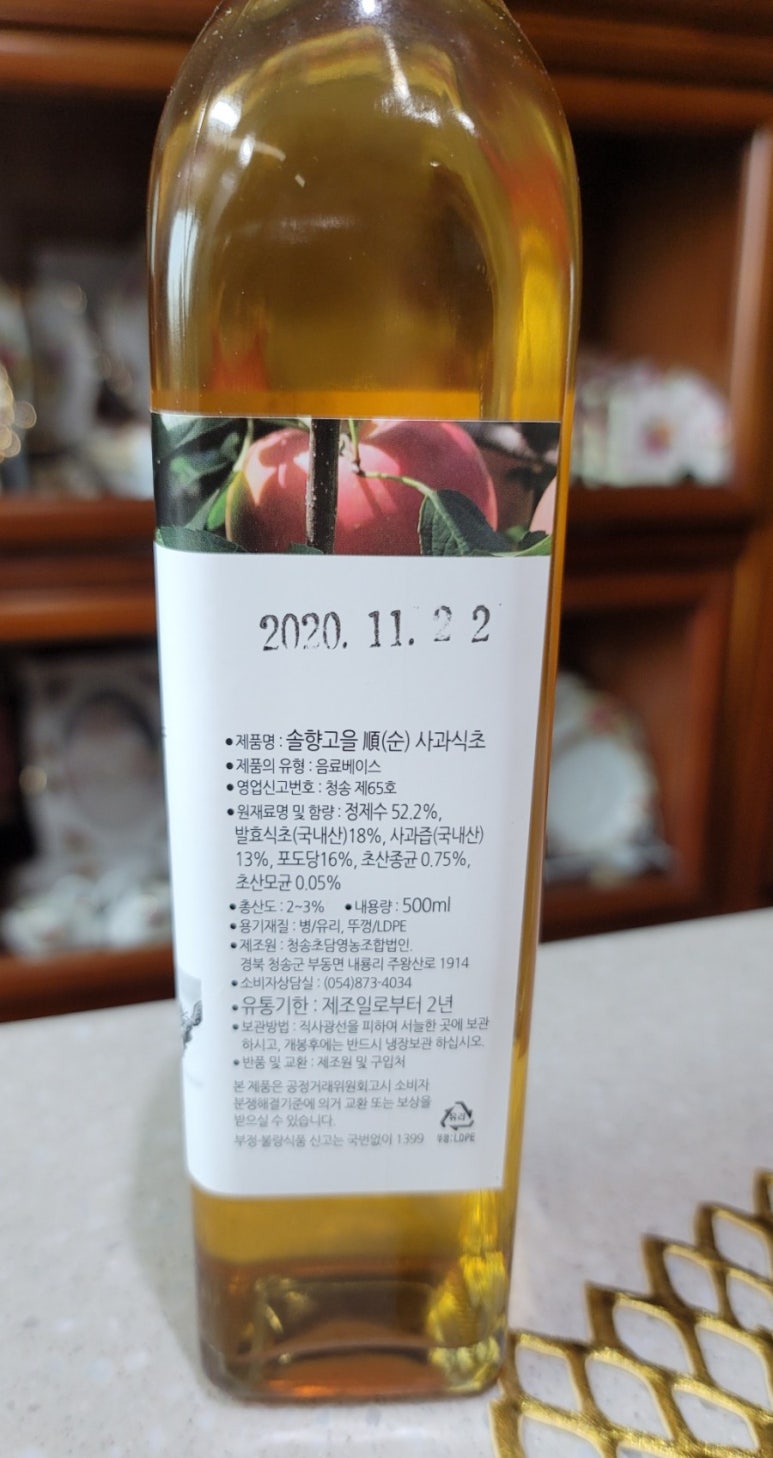 2020. 11. 2 2
•제품명 : 솔향고을 順(순) 사과식초
•제품의 유형 : 음료베이스
•영업신고번호 : 청송 제65호
•원재료명 및 함량 : 정제수 52.2%,
발효식초(국내산)18%, 사과즙(국내산)
13%, 포도당16%, 초산종균 0.75%,
초산모균 0.05%
•총산도 : 2~3% •내용량 : 500ml
•용기재질 : 병/유리, 뚜껑/LDPE
•제조원 : 청송초담영농조합법인.
경북 청송군 부동면 내룡리 주왕산로 1914
•소비자상담실 : (054)873-4034
•유통기한 : 제조일로부터 2년
•보관방법 : 직사광선을 피하여 서늘한 곳에 보관
하시고, 개봉후에는 반드시 냉장보관 하십시오.
•반품 및 교환 : 제조원 및 구입처
본 제품은 공정거래위원회고시 소비자
분쟁해결기준에 의거 교환 또는 보상을
받으실 수 있습니다.
부정·불량식품 신고는 국번없이 1399
유리
뚜껑:LDPE